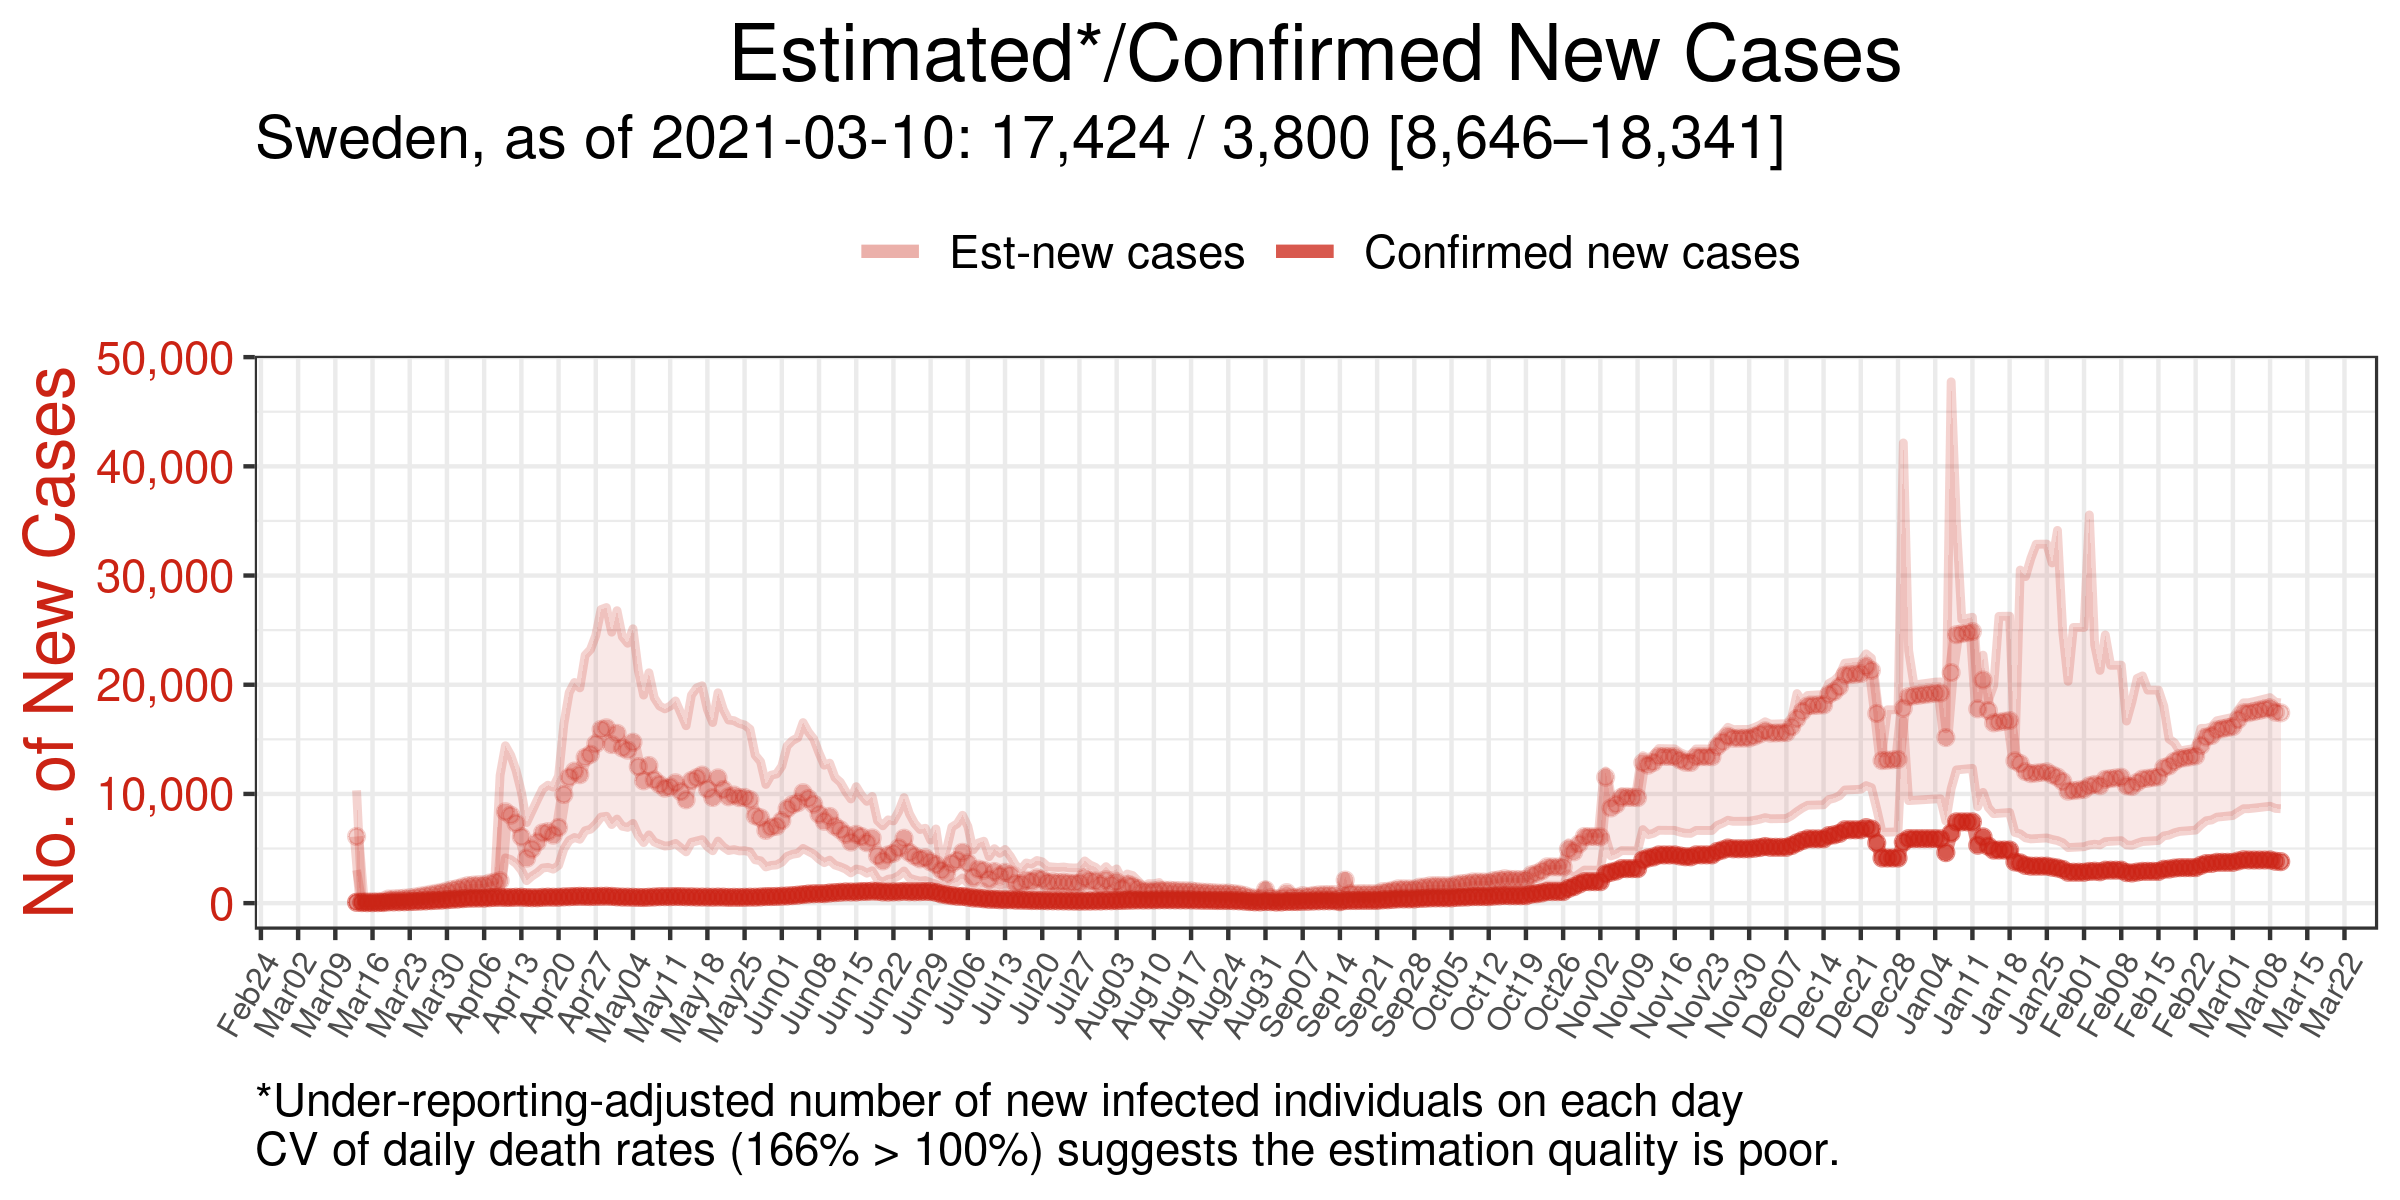 Estimated*/Confirmed New Cases
Sweden, as of 2021-03-10: 17,424 / 3,800 [8,646–18,341]
Est-new cases
Confirmed new cases
No. of New Cases
50,000
40,000
30,000
20,000
10,000
0
Feb24
Mar02
Mar09
Mar16
Mar23
Mar30
Apr06
Apr13
Apr20
Apr27
May04
May11
May18
May25
Jun01
Jun08
Jun15
Jun22
Jun29
Jul06
Jul13
Jul20
Jul27
Aug03
Aug10
Aug17
Aug24
Aug31
Sep07
Sep14
Sep21
Sep28
Oct05
Oct12
Oct19
Oct26
Nov02
Nov09
Nov16
Nov23
Nov30
Dec07
Dec14
Dec21
Dec28
Jan04
Jan11
Jan18
Jan25
Feb01
Feb08
Feb15
Feb22
Mar01
Mar08
Mar15
Mar22
*Under-reporting-adjusted number of new infected individuals on each day
CV of daily death rates (166% > 100%) suggests the estimation quality is poor.